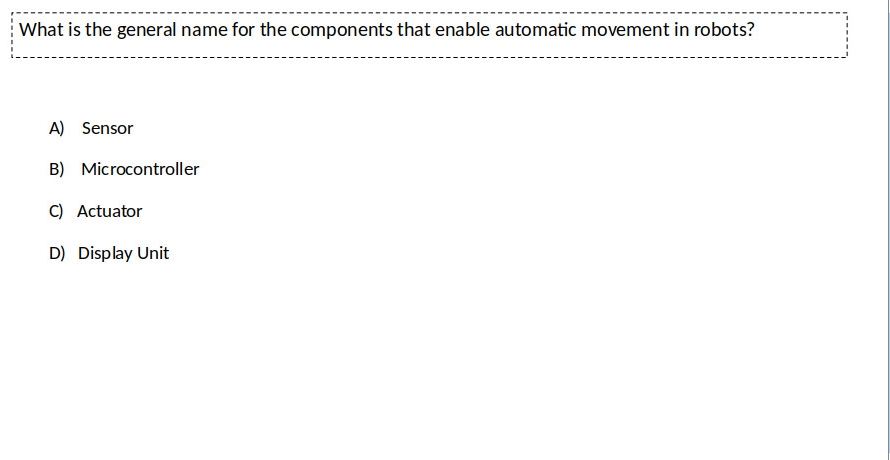 What is the general name for the components that enable automatic movement in robots?
A) Sensor
B) Microcontroller
C) Actuator
D) Display Unit